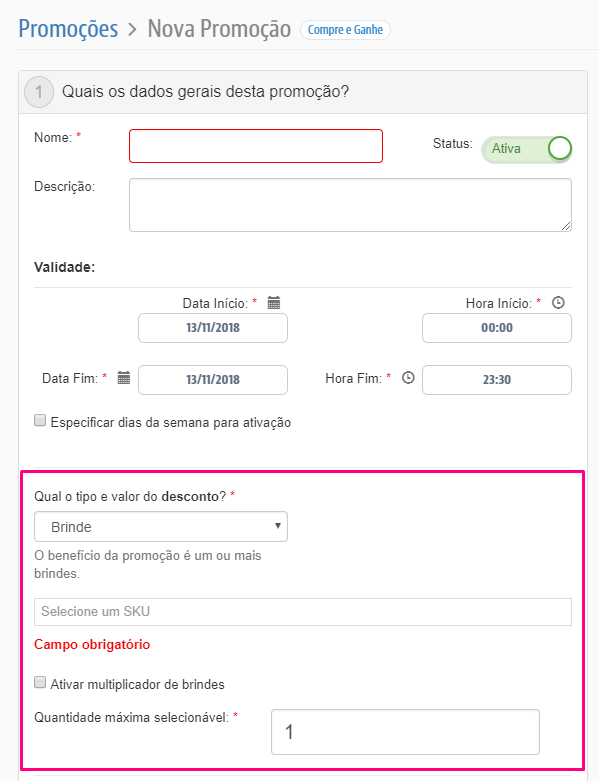 Promoções > Nova Promoção Compre e Ganhe
1 Quais os dados gerais desta promoção?
Nome: * Status: Ativa
Descrição:
Validade:
Data Início: * Hora Início: *
13/11/2018 00:00
Data Fim: * 13/11/2018 Hora Fim: * 23:30
Especificar dias da semana para ativação
Qual o tipo e valor do desconto? *
Brinde
O benefício da promoção é um ou mais
brindes.
Selecione um SKU
Campo obrigatório
Ativar multiplicador de brindes
Quantidade máxima selecionável: * 1